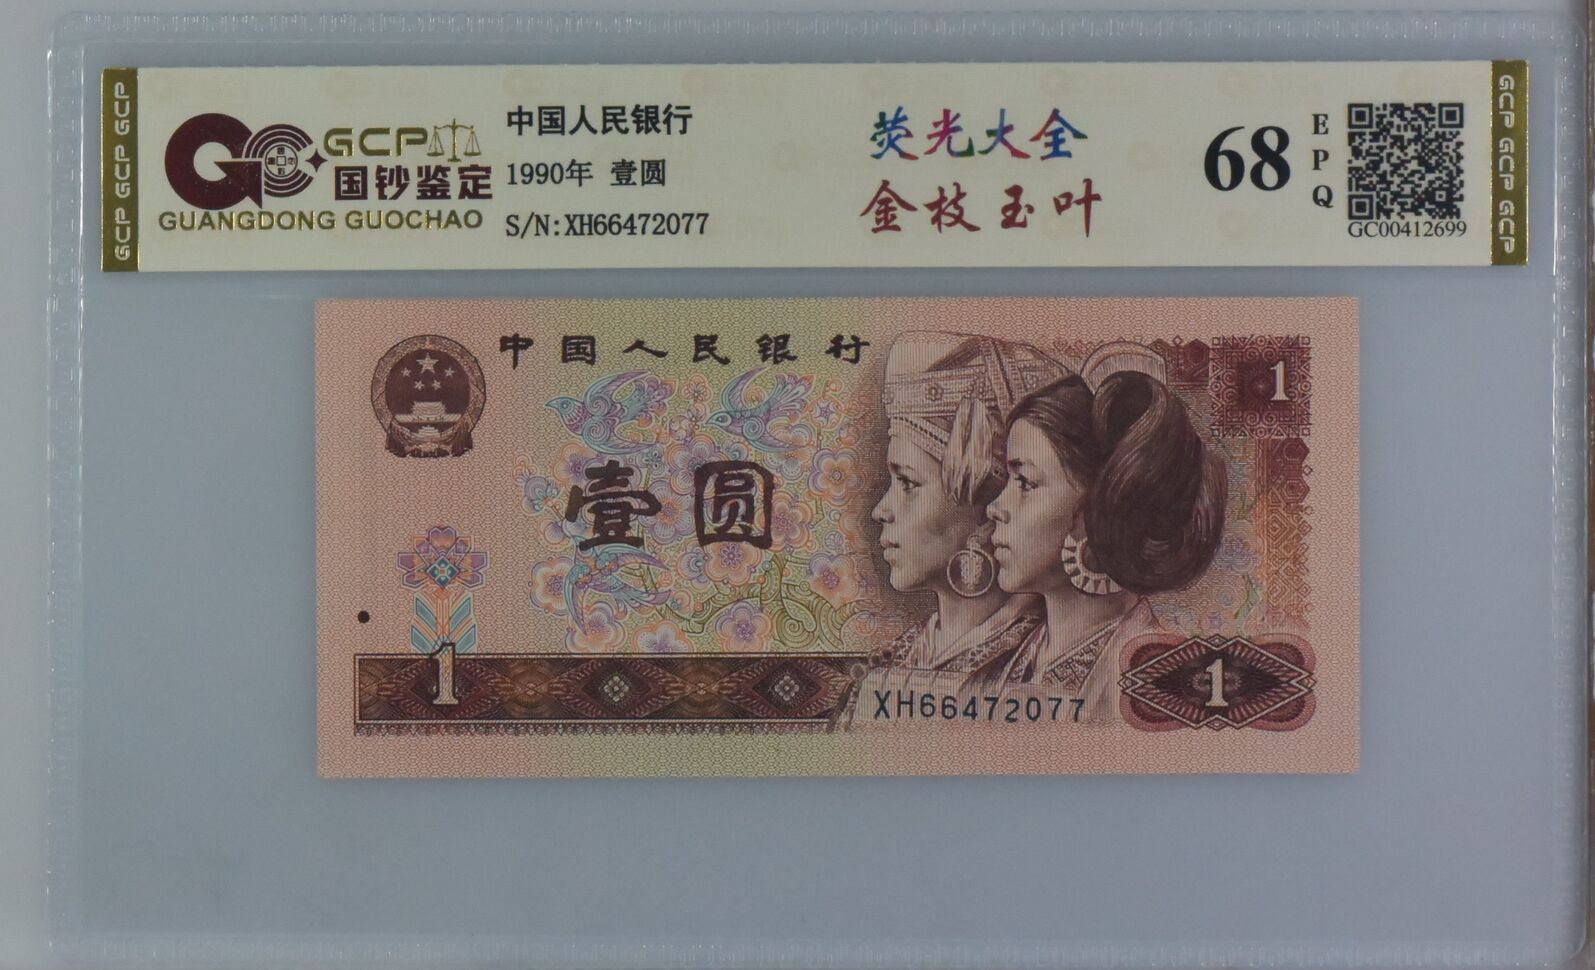 GCP GCP GCP
GCP
国钞鉴定
GUANGDONG GUOCHAO
中国人民银行
1990年 壹圆
S/N:XH66472077
荧光大全
金枝玉叶
68
EPQ
GC00412699
GCP GCP GCP
中国人民银行
1
壹圆
1
XH66472077
1